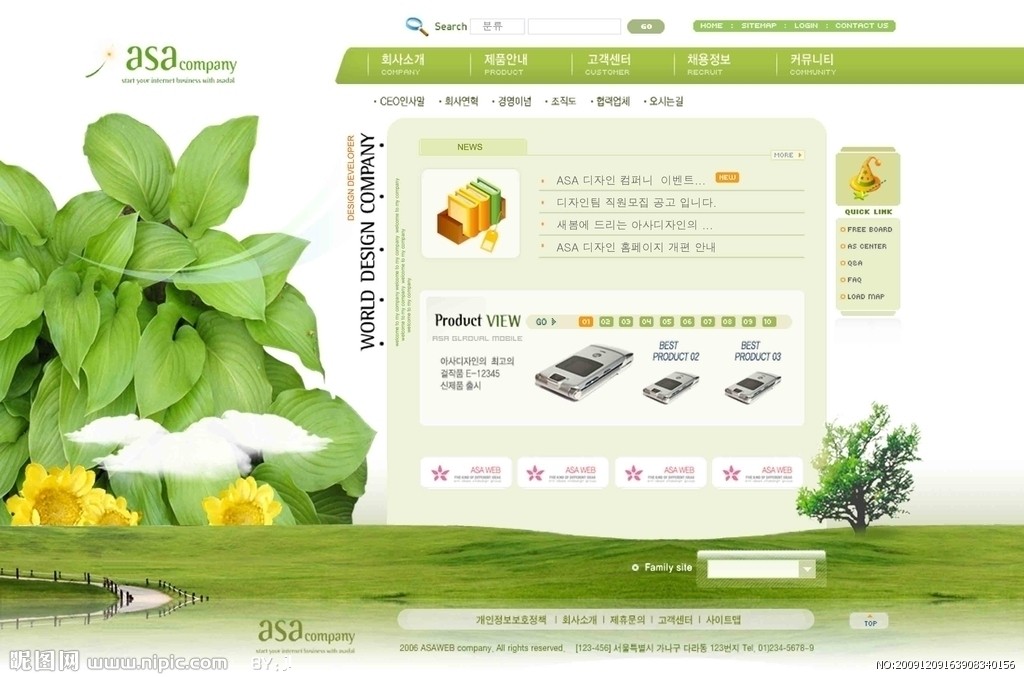 Search 분류 GO
HOME : SITEMAP : LOGIN : CONTACT US
asa company
start your internet business with asadal
회사소개 제품안내 고객센터 채용정보 커뮤니티
COMPANY PRODUCT CUSTOMER RECRUIT COMMUNITY
· CEO인사말 · 회사연혁 · 경영이념 · 조직도 · 협력업체 · 오시는길
DESIGN DEVELOPER
WORLD DESIGN COMPANY
NEWS
MORE
ASA 디자인 컴퍼니 이벤트... NEW
디자인팀 직원모집 공고 입니다.
새봄에 드리는 아사디자인의 ...
ASA 디자인 홈페이지 개편 안내
QUICK LINK
FREE BOARD
AS CENTER
Q&A
FAQ
LOAD MAP
Product VIEW GO 01 02 03 04 05 06 07 08 09 10
ASA GLADVAL MOBILE
아사디자인의 최고의
걸작품 E-12345
신제품 출시
BEST
PRODUCT 02
BEST
PRODUCT 03
ASA WEB ASA WEB ASA WEB ASA WEB
Family site
개인정보보호정책 | 회사소개 | 제휴문의 | 고객센터 | 사이트맵
TOP
asa company
start your internet business with asadal
2006 ASAWEB company, All rights reserved. [123-456] 서울특별시 가나구 다라동 123번지 Tel. 01)234-5678-9
昵图网 www.nipic.com BY:
NO:20091209163908340156